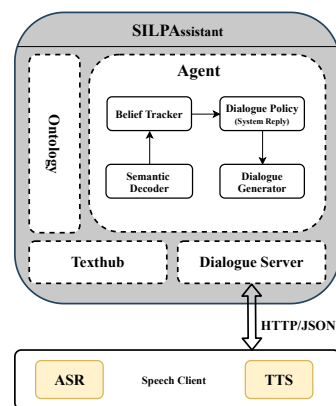 SILPAssistant
Ontology
Agent
Belief Tracker
Dialogue Policy
(System Reply)
Semantic
Decoder
Dialogue
Generator
Texthub
Dialogue Server
HTTP/JSON
ASR
Speech Client
TTS